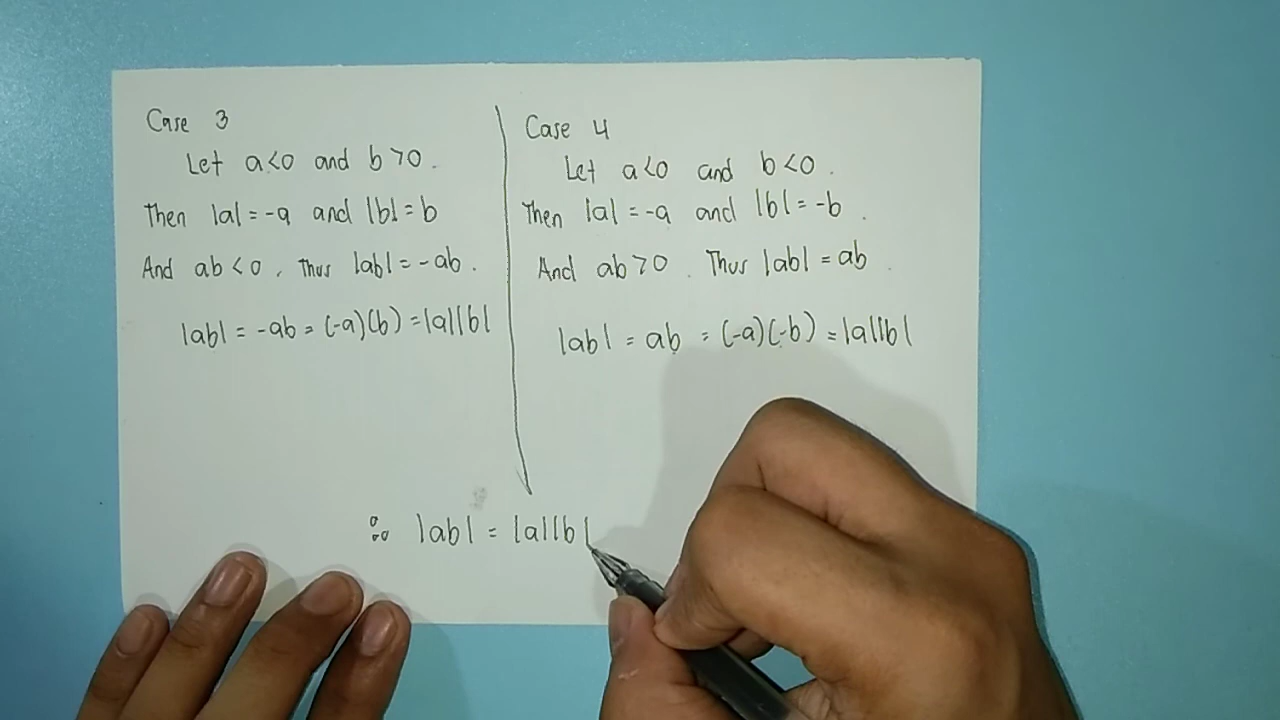 Case 3
Let a<0 and b>0.
Then |a| = -a and |b| = b
And ab<0, Thus |ab| = -ab.
|ab| = -ab = (-a)(b) = |a||b|
Case 4
Let a<0 and b<0.
Then |a| = -a and |b| = -b.
And ab>0. Thus |ab| = ab.
|ab| = ab = (-a)(-b) = |a||b|
∴ |ab| = |a||b|